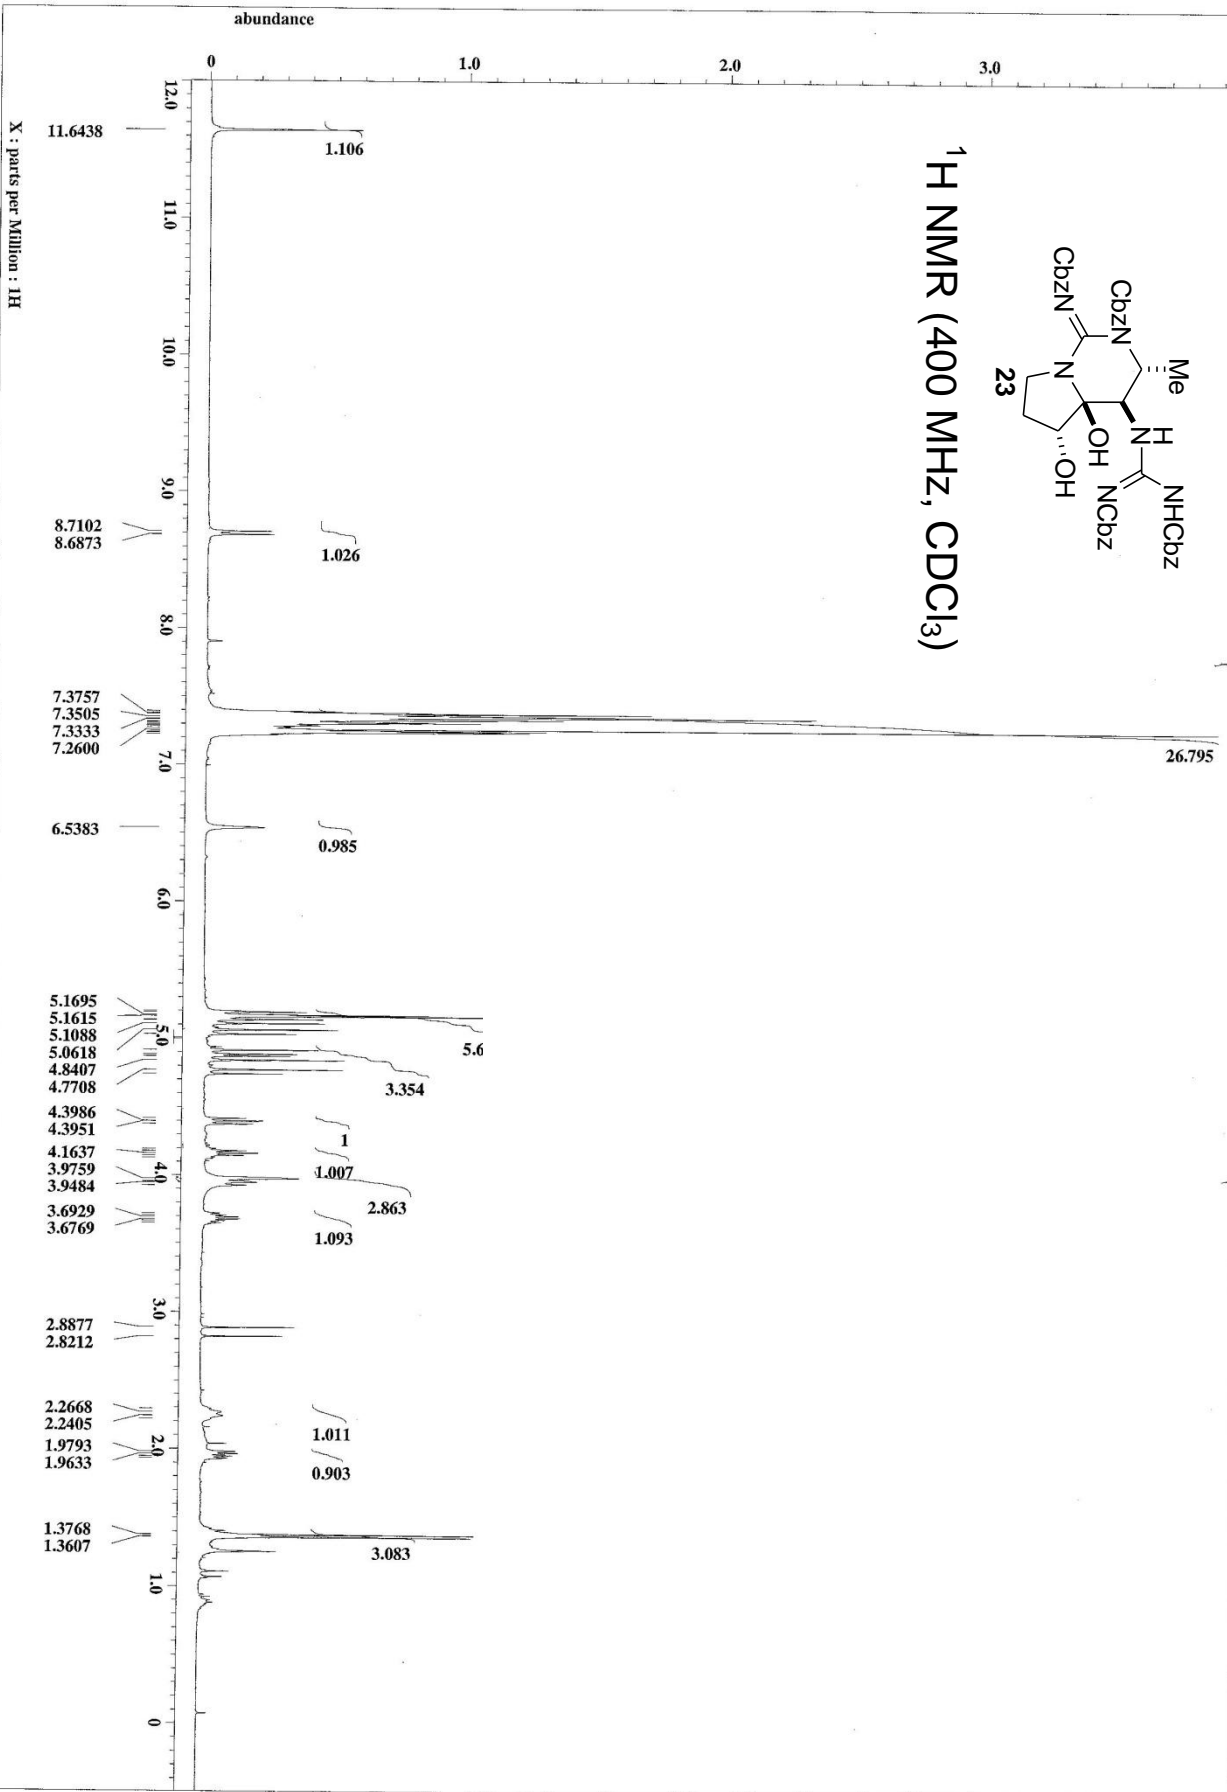 abundance
0 1.0 2.0 3.0
12.0 11.0 10.0 9.0 8.0 7.0 6.0 5.0 4.0 3.0 2.0 1.0 0
X : parts per Million : 1H
11.6438
8.7102
8.6873
7.3757
7.3505
7.3333
7.2600
6.5383
5.1695
5.1615
5.1088
5.0618
4.8407
4.7708
4.3986
4.3951
4.1637
3.9759
3.9484
3.6929
3.6769
2.8877
2.8212
2.2668
2.2405
1.9793
1.9633
1.3768
1.3607
1.106
1.026
26.795
0.985
5.6
3.354
1
1.007
2.863
1.093
1.011
0.903
3.083
Me
H
N
NHCbz
CbzN
N
NCbz
CbzN
N
OH
OH
23
¹H NMR (400 MHz, CDCl₃)